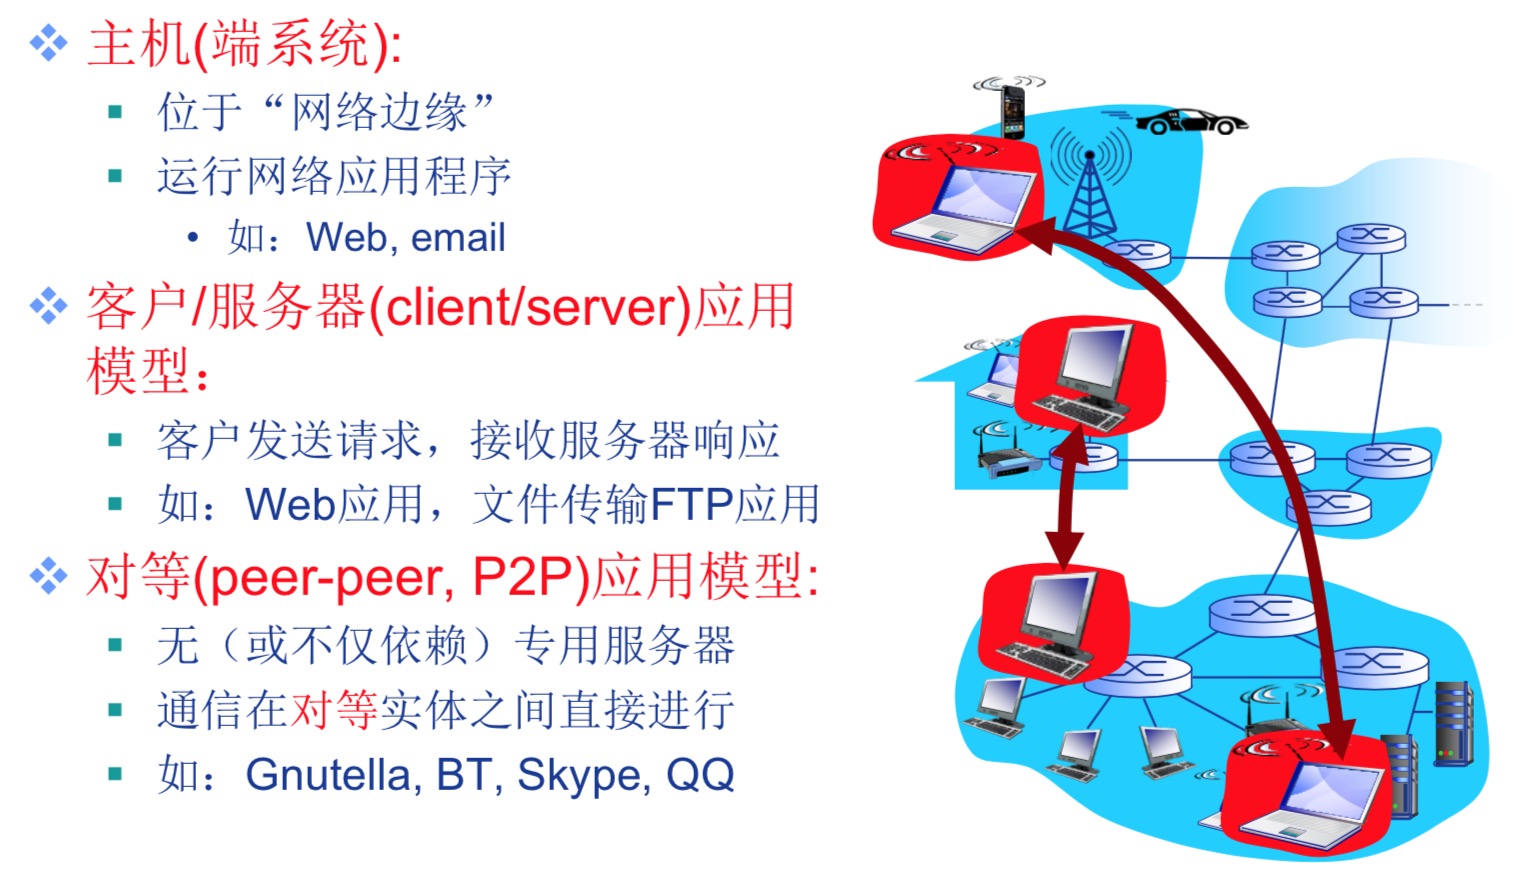 主机(端系统):
位于“网络边缘”
运行网络应用程序
如：Web, email
客户/服务器(client/server)应用
模型：
客户发送请求，接收服务器响应
如：Web应用，文件传输FTP应用
对等(peer-peer, P2P)应用模型:
无（或不仅依赖）专用服务器
通信在对等实体之间直接进行
如：Gnutella, BT, Skype, QQ